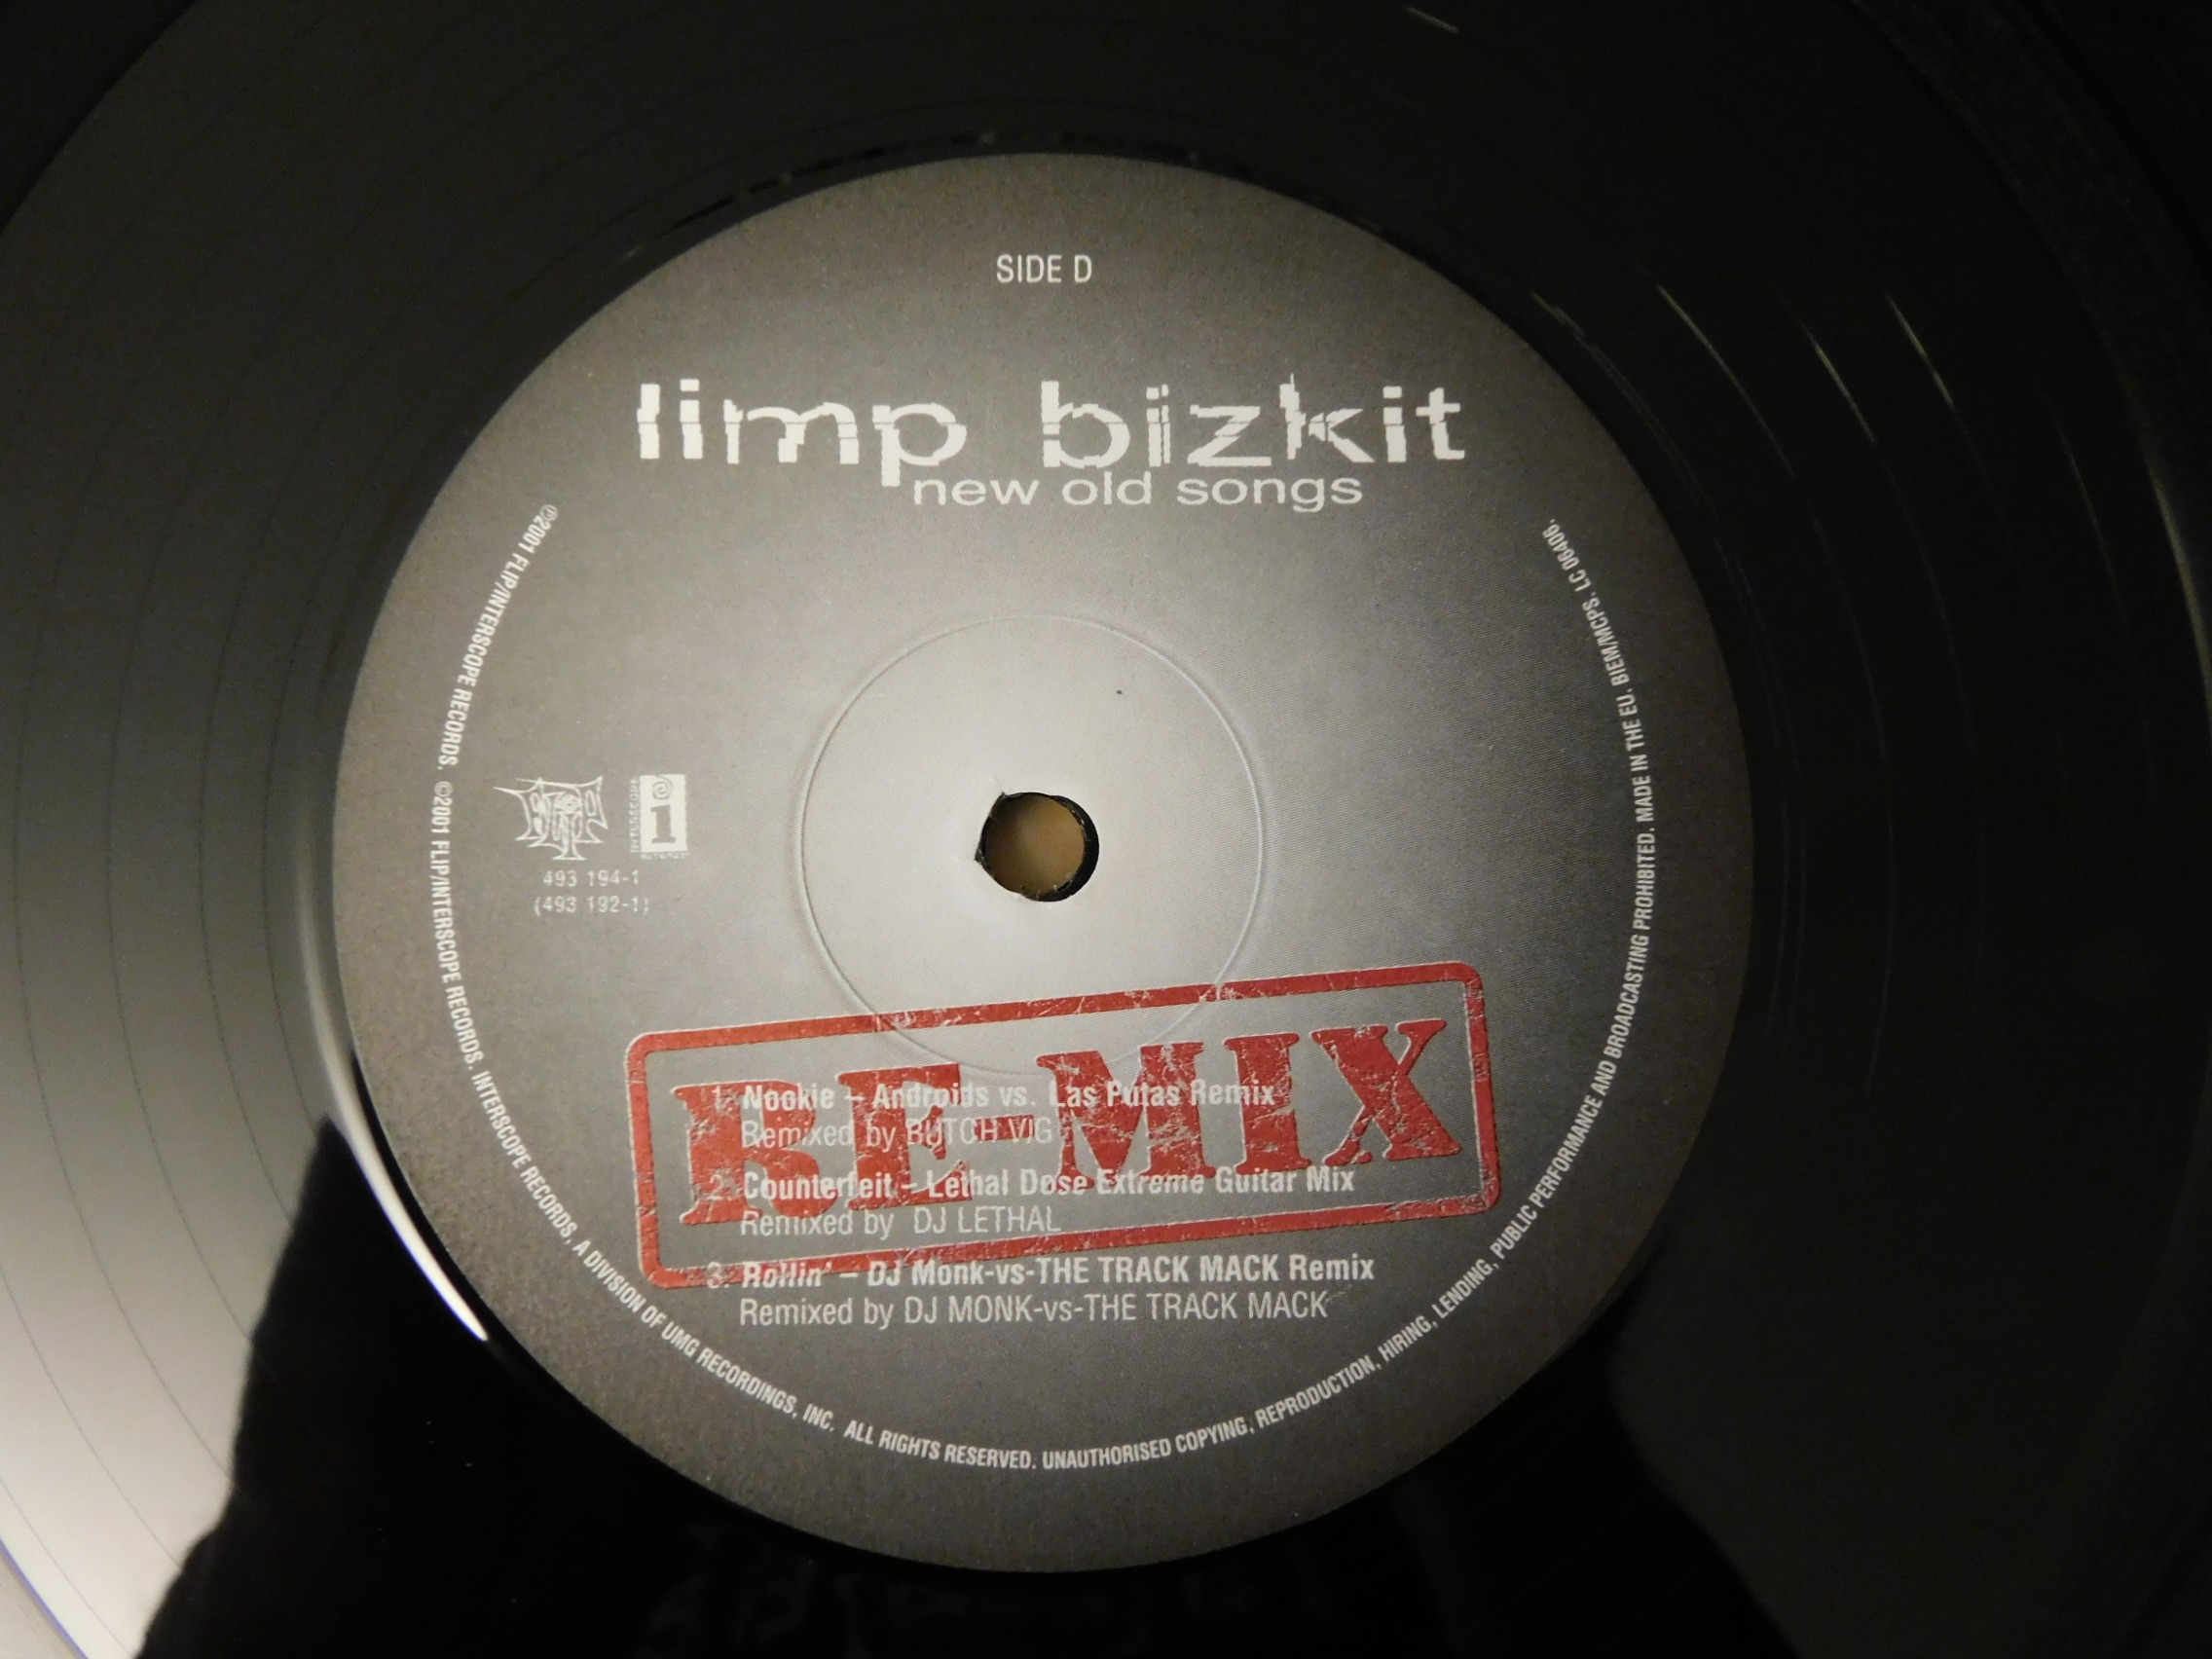 SIDE D
limp bizkit
new old songs
℗2001 FLIP/INTERSCOPE RECORDS. ©2001 FLIP/INTERSCOPE RECORDS. INTERSCOPE RECORDS, A DIVISION OF UMG RECORDINGS, INC. ALL RIGHTS RESERVED. UNAUTHORISED COPYING, REPRODUCTION, HIRING, LENDING, PUBLIC PERFORMANCE AND BROADCASTING PROHIBITED. MADE IN THE EU. BIEM/MCPS. LC 06406.
INTERSCOPE
i
RECORDS
493 194-1
(493 192-1)
RE-MIX
1. Nookie – Androids vs. Las Putas Remix
Remixed by BUTCH VIG
2. Counterfeit – Lethal Dose Extreme Guitar Mix
Remixed by DJ LETHAL
3. Rollin' – DJ Monk-vs-THE TRACK MACK Remix
Remixed by DJ MONK-vs-THE TRACK MACK